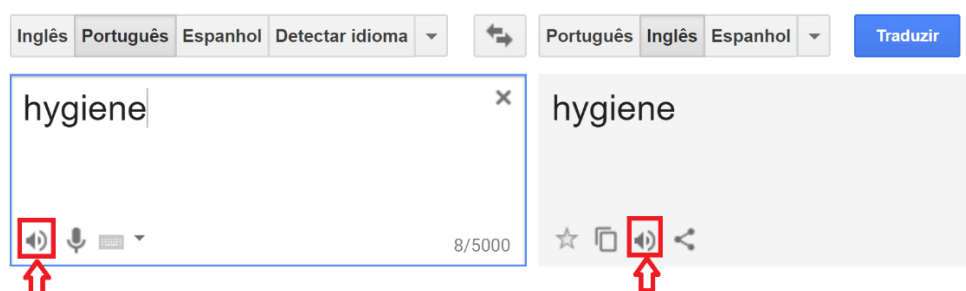 Inglês Português Espanhol Detectar idioma Português Inglês Espanhol Traduzir
hygiene hygiene
8/5000